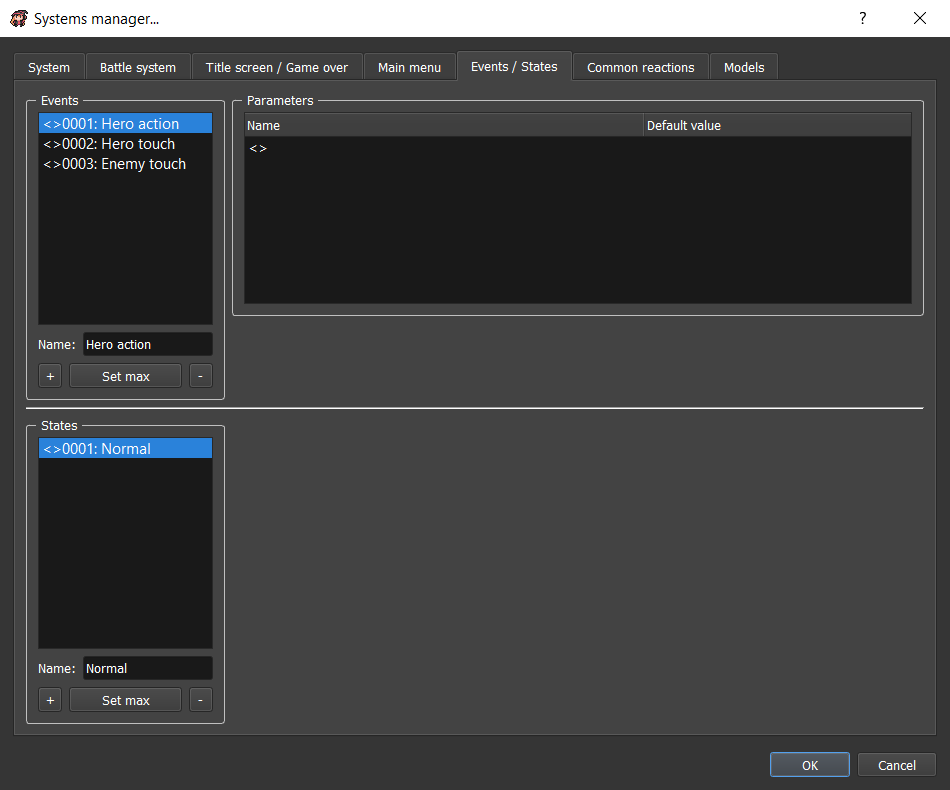 Systems manager...
?
System
Battle system
Title screen / Game over
Main menu
Events / States
Common reactions
Models
Events
<>0001: Hero action
<>0002: Hero touch
<>0003: Enemy touch
Name: Hero action
+ Set max -
Parameters
Name Default value
<>
States
<>0001: Normal
Name: Normal
+ Set max -
OK
Cancel